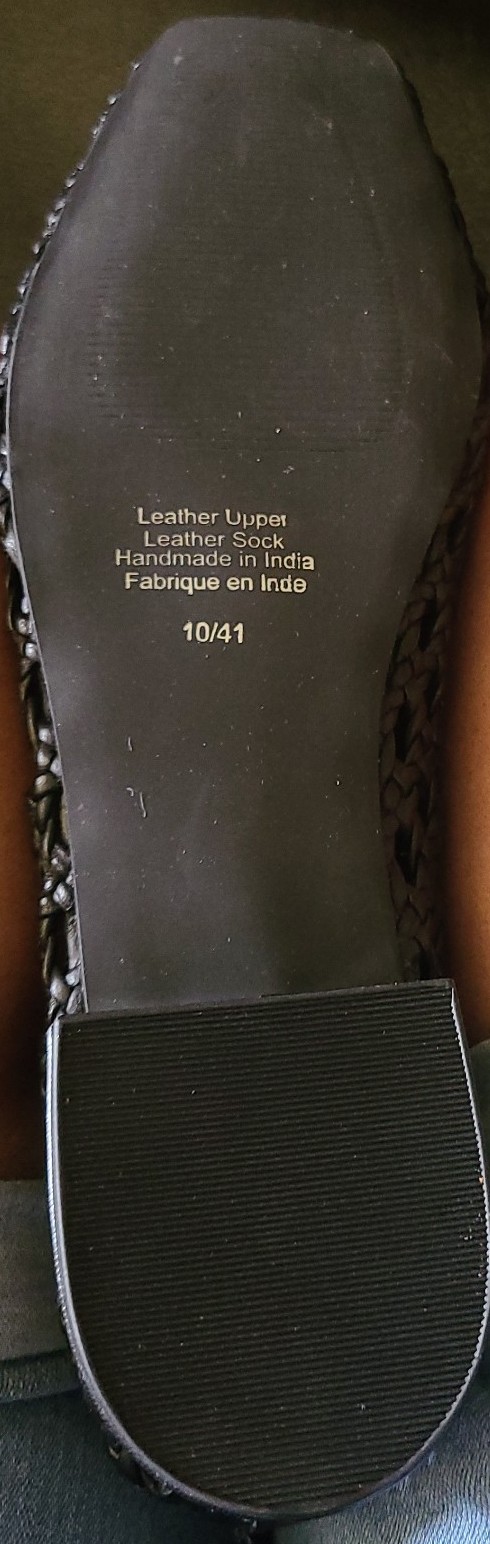 Leather Upper
Leather Sock
Handmade in India
Fabrique en Inde
10/41